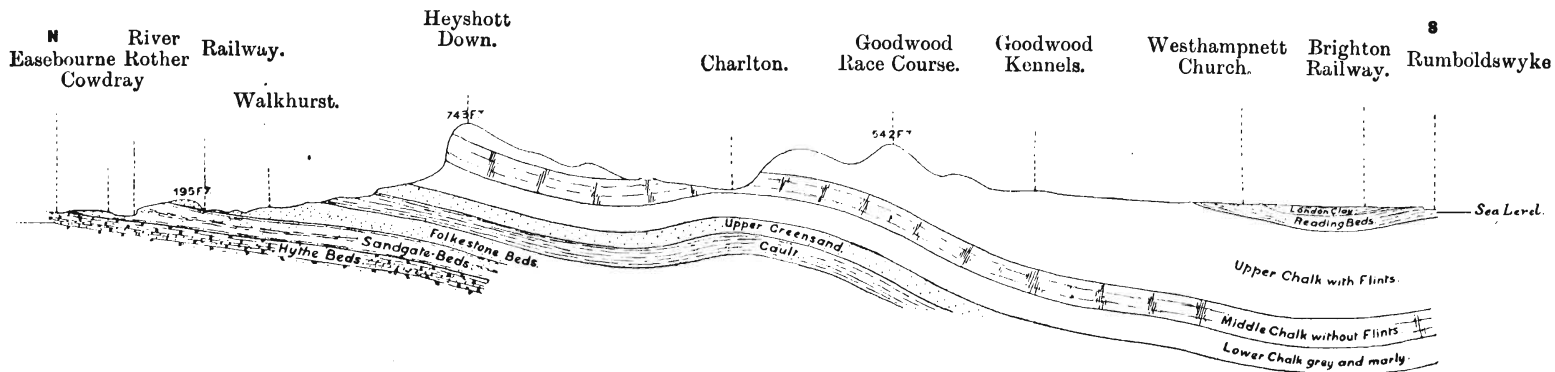 N
Easebourne
Cowdray
River
Rother
Railway.
Walkhurst.
Heyshott
Down.
Charlton.
Goodwood
Race Course.
Goodwood
Kennels.
Westhampnett
Church.
Brighton
Railway.
S
Rumboldswyke
743FT
542FT
195FT
Sea Level.
London Clay
Reading Beds
Upper Greensand.
Gault
Folkestone Beds.
Sandgate Beds.
Hythe Beds.
Upper Chalk with Flints.
Middle Chalk without Flints
Lower Chalk grey and marly.